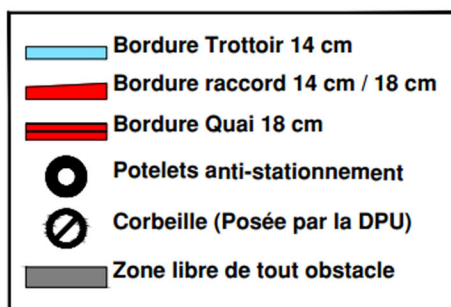 Bordure Trottoir 14 cm
Bordure raccord 14 cm / 18 cm
Bordure Quai 18 cm
Potelets anti-stationnement
Corbeille (Posée par la DPU)
Zone libre de tout obstacle